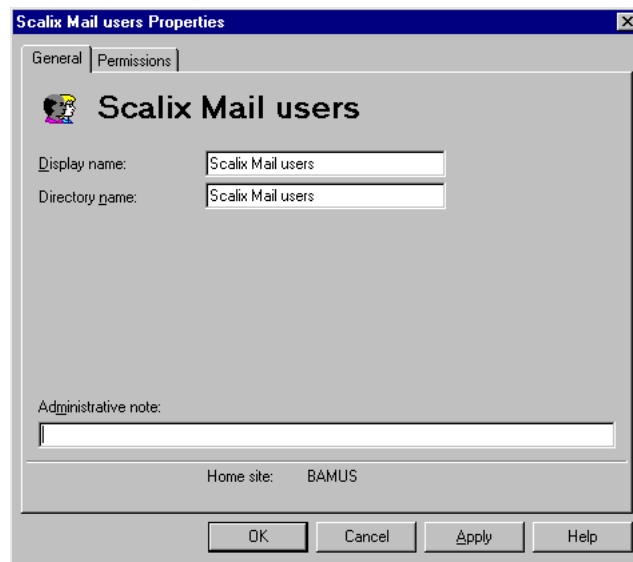 Scalix Mail users Properties
General Permissions
Scalix Mail users
Display name: Scalix Mail users
Directory name: Scalix Mail users
Administrative note:
Home site: BAMUS
OK Cancel Apply Help